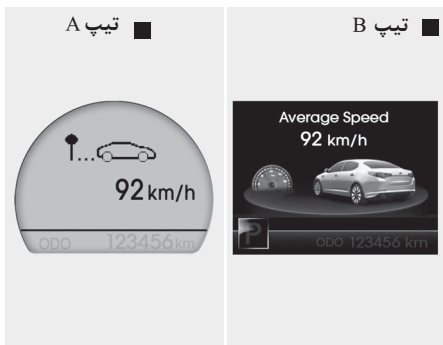 ■ تیپ A
92 km/h
ODO 123456 km
■ تیپ B
Average Speed
92 km/h
P
ODO 123456 km